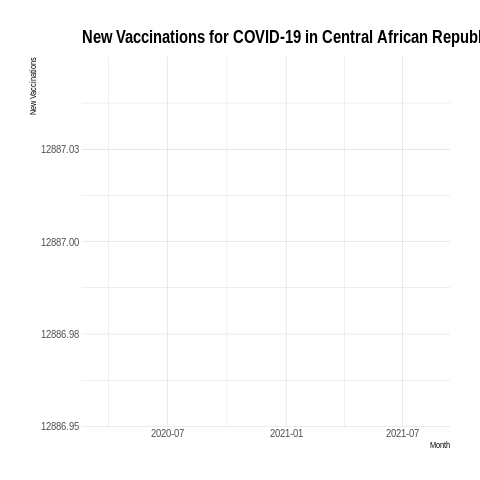 New Vaccinations for COVID-19 in Central African Republ
New Vaccinations
12887.03
12887.00
12886.98
12886.95
2020-07 2021-01 2021-07
Month